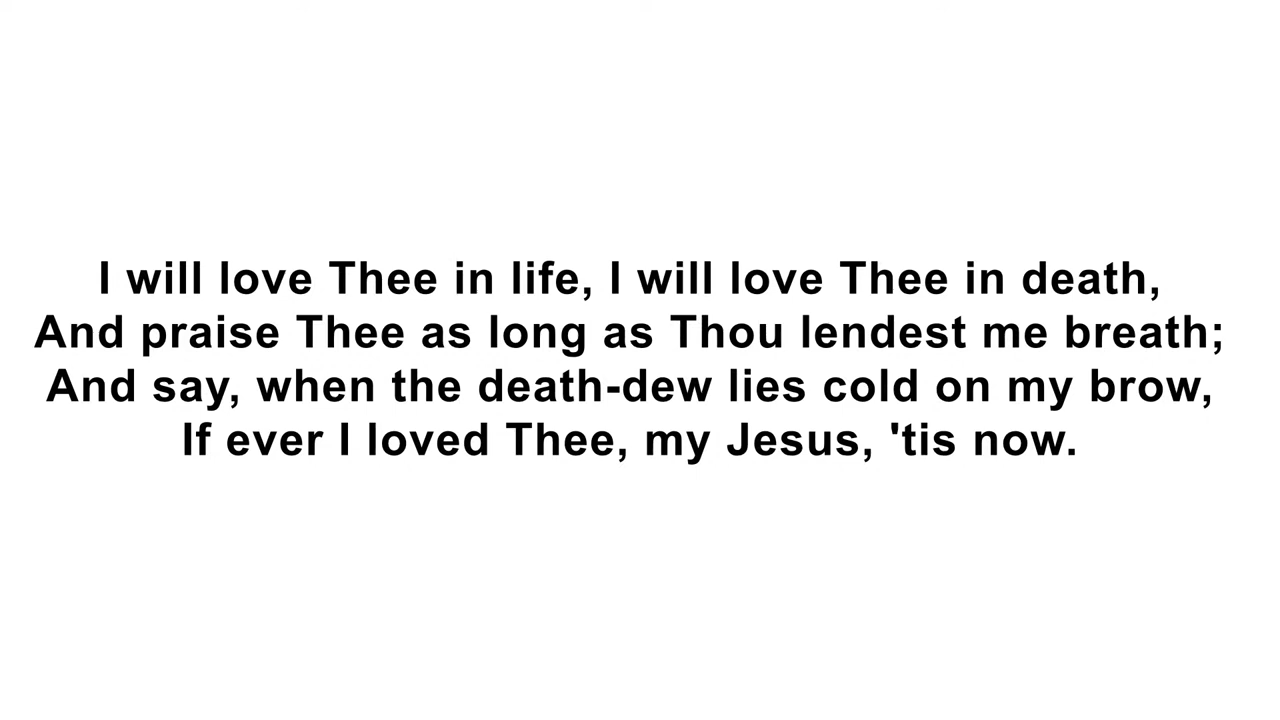 I will love Thee in life, I will love Thee in death,
And praise Thee as long as Thou lendest me breath;
And say, when the death-dew lies cold on my brow,
If ever I loved Thee, my Jesus, 'tis now.